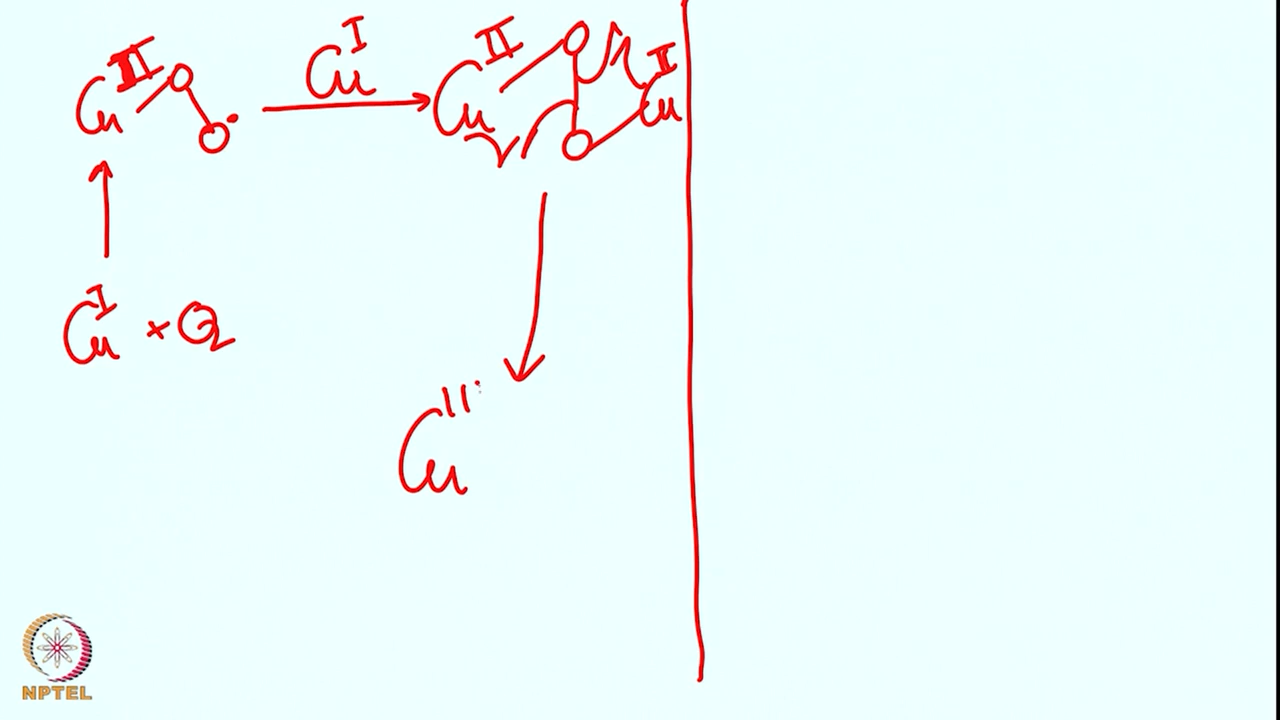 Cu^II–O–O• —Cu^I→ Cu^II–O–O–Cu^I
Cu^I + O2
Cu^II
NPTEL